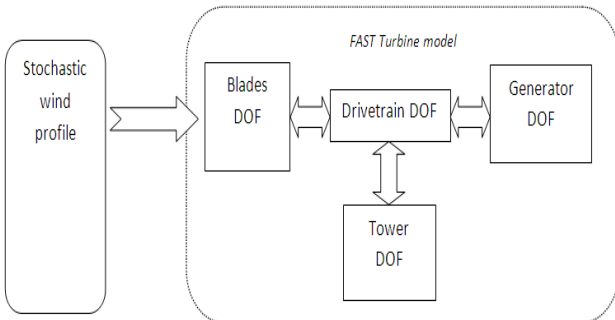 FAST Turbine model
Stochastic
wind
profile
Blades
DOF
Drivetrain DOF
Generator
DOF
Tower
DOF